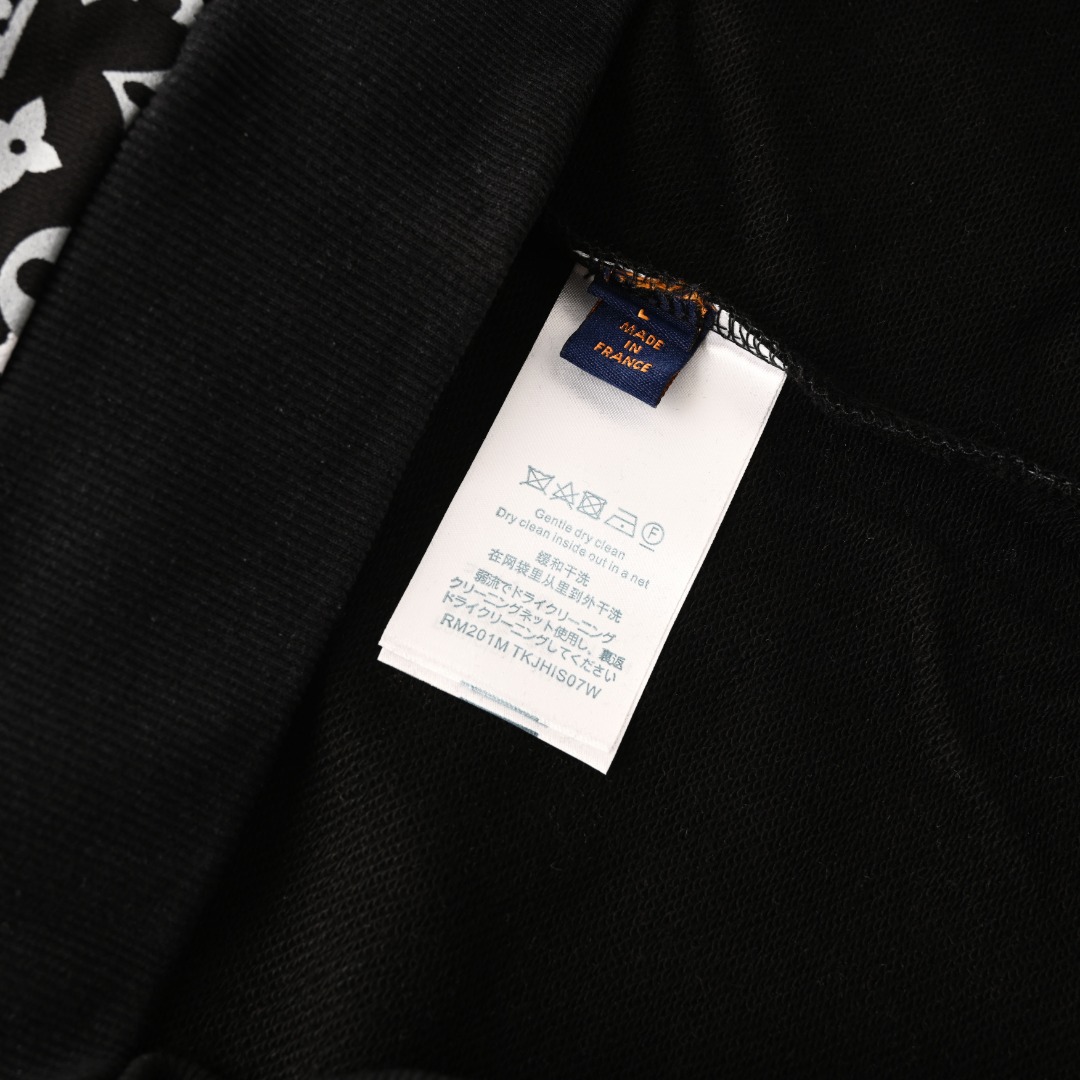 L
MADE
IN
FRANCE
F
Gentle dry clean
Dry clean inside out in a net
缓和干洗
在网袋里从里到外干洗
弱流でドライクリーニング
クリーニングネット使用し、裏返
ドライクリーニングしてください
RM201M TKJHIS07W